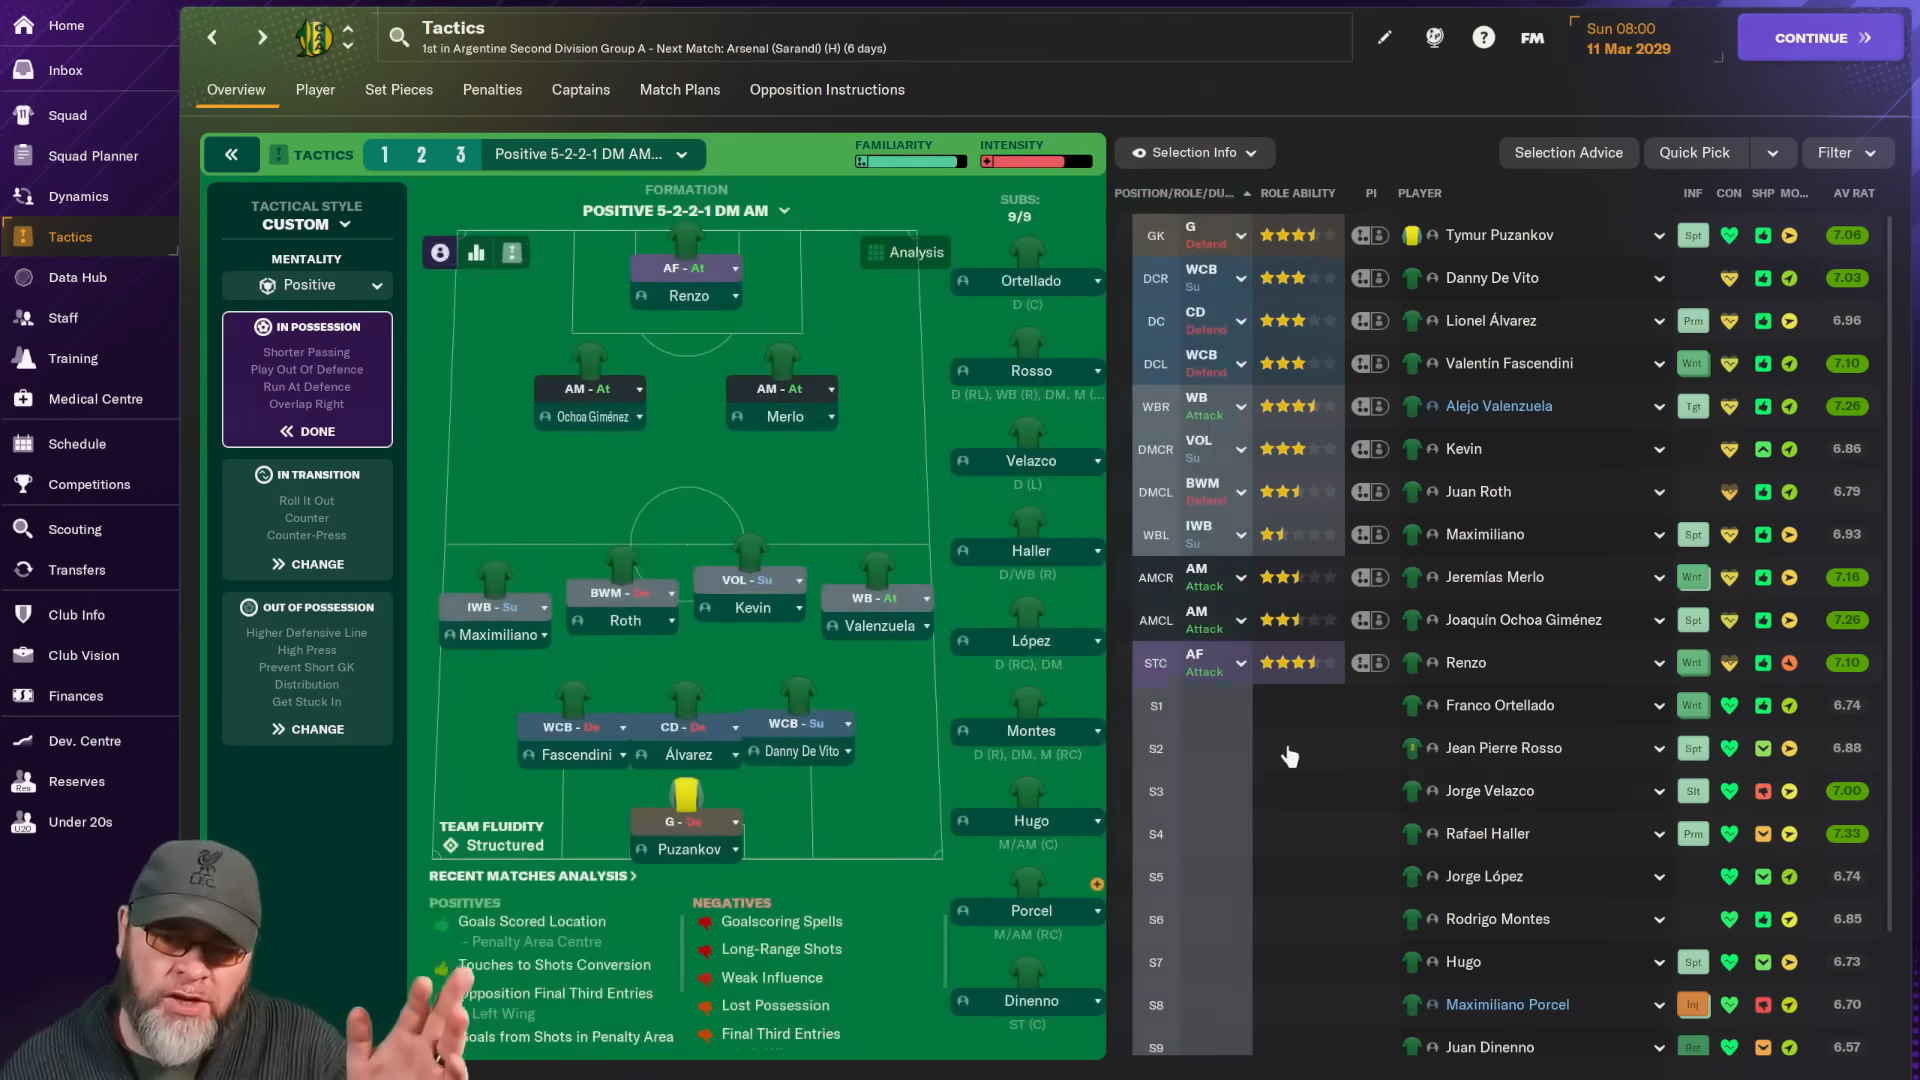 Home
Inbox
Squad
Squad Planner
Dynamics
Tactics
Data Hub
Staff
Training
Medical Centre
Schedule
Competitions
Scouting
Transfers
Club Info
Club Vision
Finances
Dev. Centre
Reserves
Under 20s
Tactics
1st in Argentine Second Division Group A - Next Match: Arsenal (Sarandí) (H) (6 days)
FM
Sun 08:00
11 Mar 2029
CONTINUE
Overview
Player
Set Pieces
Penalties
Captains
Match Plans
Opposition Instructions
TACTICS
1 2 3
Positive 5-2-2-1 DM AM...
FAMILIARITY
INTENSITY
TACTICAL STYLE
CUSTOM
MENTALITY
Positive
IN POSSESSION
Shorter Passing
Play Out Of Defence
Run At Defence
Overlap Right
DONE
IN TRANSITION
Roll It Out
Counter
Counter-Press
CHANGE
OUT OF POSSESSION
Higher Defensive Line
High Press
Prevent Short GK
Distribution
Get Stuck In
CHANGE
FORMATION
POSITIVE 5-2-2-1 DM AM
Analysis
AF - At
Renzo
AM - At
Ochoa Giménez
AM - At
Merlo
IWB - Su
Maximiliano
BWM - De
Roth
VOL - Su
Kevin
WB - At
Valenzuela
WCB - De
Fascendini
CD - De
Álvarez
WCB - Su
Danny De Vito
G - De
Puzankov
TEAM FLUIDITY
Structured
SUBS:
9/9
Ortellado
D (C)
Rosso
D (RL), WB (R), DM, M (...
Velazco
D (L)
Haller
D/WB (R)
López
D (RC), DM
Montes
D (R), DM, M (RC)
Hugo
M/AM (C)
Porcel
M/AM (RC)
Dinenno
ST (C)
RECENT MATCHES ANALYSIS >
POSITIVES
Goals Scored Location
- Penalty Area Centre
Touches to Shots Conversion
Opposition Final Third Entries
Left Wing
Goals from Shots in Penalty Area
NEGATIVES
Goalscoring Spells
Long-Range Shots
Weak Influence
Lost Possession
Final Third Entries
Selection Info
Selection Advice
Quick Pick
Filter
POSITION/ROLE/DU... ROLE ABILITY PI PLAYER INF CON SHP MO... AV RAT
GK G Defend Tymur Puzankov Spt 7.06
DCR WCB Su Danny De Vito 7.03
DC CD Defend Lionel Álvarez Prm 6.96
DCL WCB Defend Valentín Fascendini Wnt 7.10
WBR WB Attack Alejo Valenzuela Tgt 7.26
DMCR VOL Su Kevin 6.86
DMCL BWM Defend Juan Roth 6.79
WBL IWB Su Maximiliano Spt 6.93
AMCR AM Attack Jeremías Merlo Wnt 7.16
AMCL AM Attack Joaquín Ochoa Giménez Spt 7.26
STC AF Attack Renzo Wnt 7.10
S1 Franco Ortellado Wnt 6.74
S2 Jean Pierre Rosso Spt 6.88
S3 Jorge Velazco Slt 7.00
S4 Rafael Haller Prm 7.33
S5 Jorge López 6.74
S6 Rodrigo Montes 6.85
S7 Hugo Spt 6.73
S8 Maximiliano Porcel Inj 6.70
S9 Juan Dinenno Ret 6.57
L.F.C.